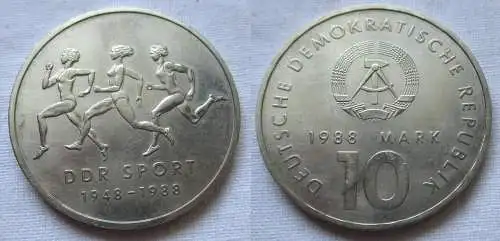 DDR SPORT
1948-1988
DEUTSCHE DEMOKRATISCHE REPUBLIK
1988 MARK
10